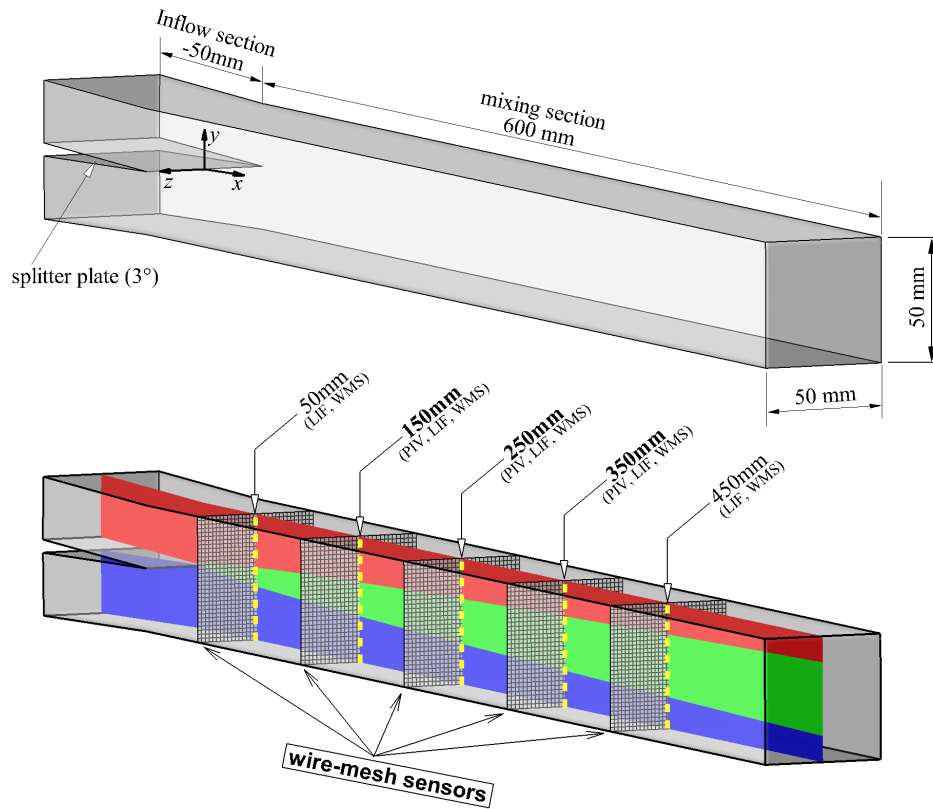 Inflow section
-50mm
mixing section
600 mm
y
z
x
splitter plate (3°)
50 mm
50 mm
50mm
(LIF, WMS)
150mm
(PIV, LIF, WMS)
250mm
(PIV, LIF, WMS)
350mm
(PIV, LIF, WMS)
450mm
(LIF, WMS)
wire-mesh sensors